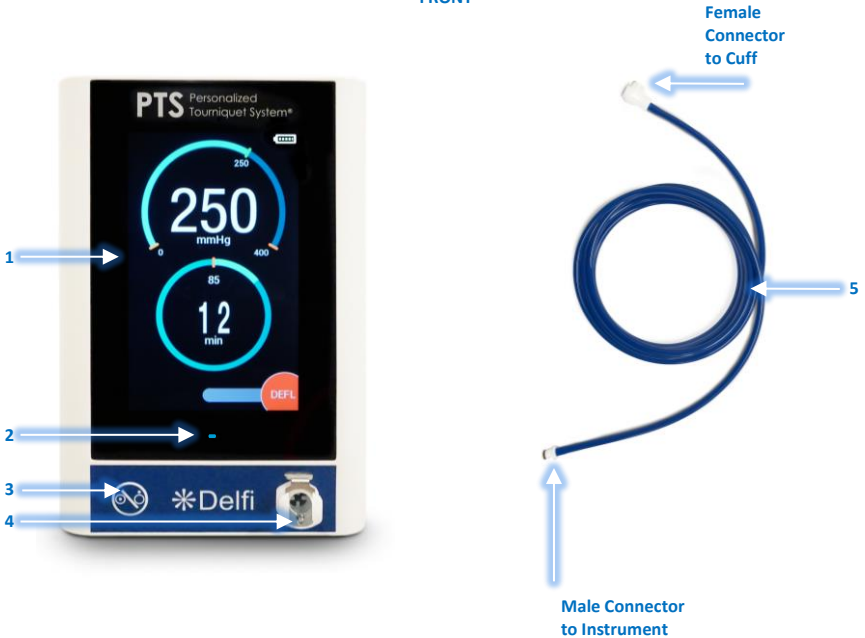 FRONT
Female
Connector
to Cuff
PTS Personalized
Tourniquet System®
250
250
mmHg
0
400
1
85
12
min
5
DEFL
2
3
Delfi
4
Male Connector
to Instrument